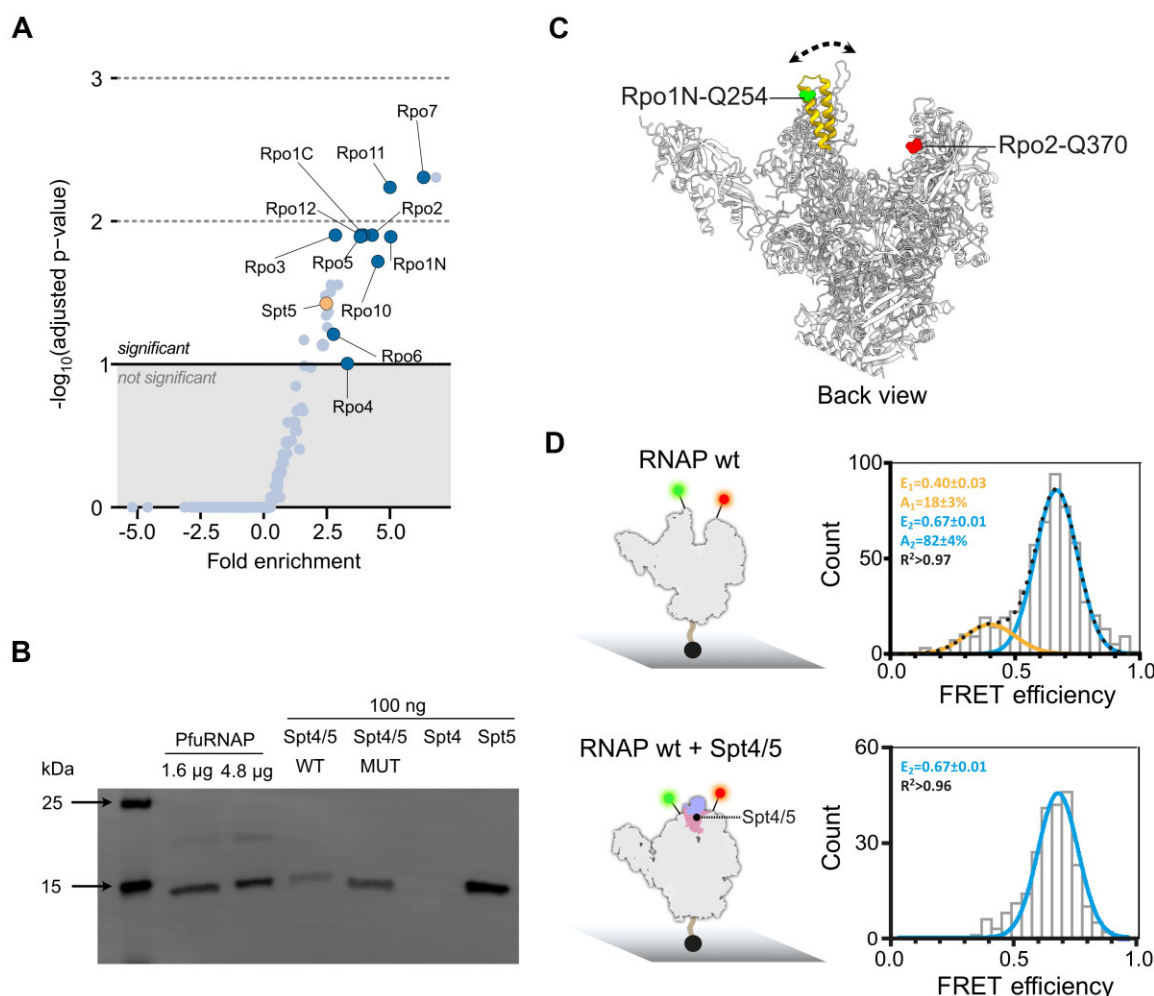 A
-log10(adjusted p-value)
3
2
1
0
Rpo7
Rpo1C
Rpo11
Rpo12
Rpo2
Rpo3
Rpo5
Rpo1N
Spt5
Rpo10
significant
Rpo6
not significant
Rpo4
-5.0
-2.5
0.0
2.5
5.0
Fold enrichment
B
100 ng
PfuRNAP
Spt4/5
Spt4/5
Spt4
Spt5
kDa
1.6 µg
4.8 µg
WT
MUT
25
15
C
Rpo1N-Q254
Rpo2-Q370
Back view
D
RNAP wt
100
50
0
Count
E1=0.40±0.03
A1=18±3%
E2=0.67±0.01
A2=82±4%
R²>0.97
0.0
0.5
1.0
FRET efficiency
RNAP wt + Spt4/5
Spt4/5
60
30
0
Count
E2=0.67±0.01
R²>0.96
0.0
0.5
1.0
FRET efficiency